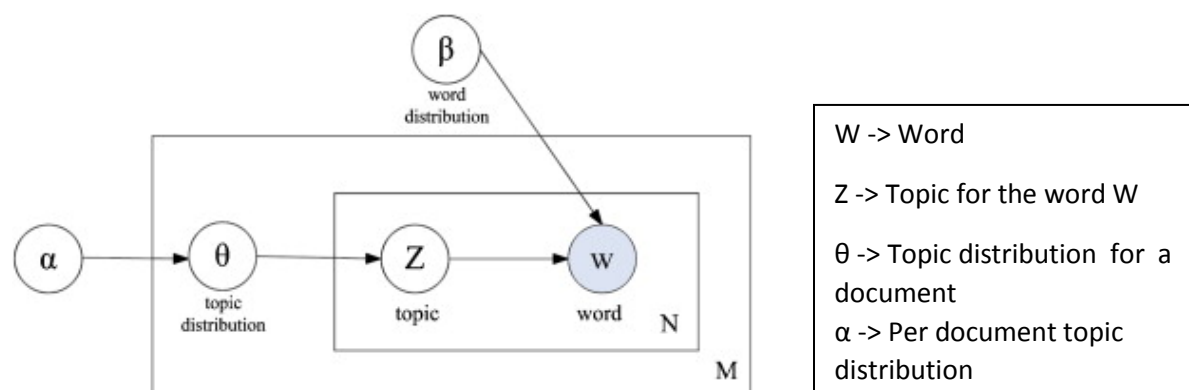 β
word
distribution
α
θ
topic
distribution
Z
topic
w
word
N
M
W -> Word
Z -> Topic for the word W
θ -> Topic distribution for a
document
α -> Per document topic
distribution